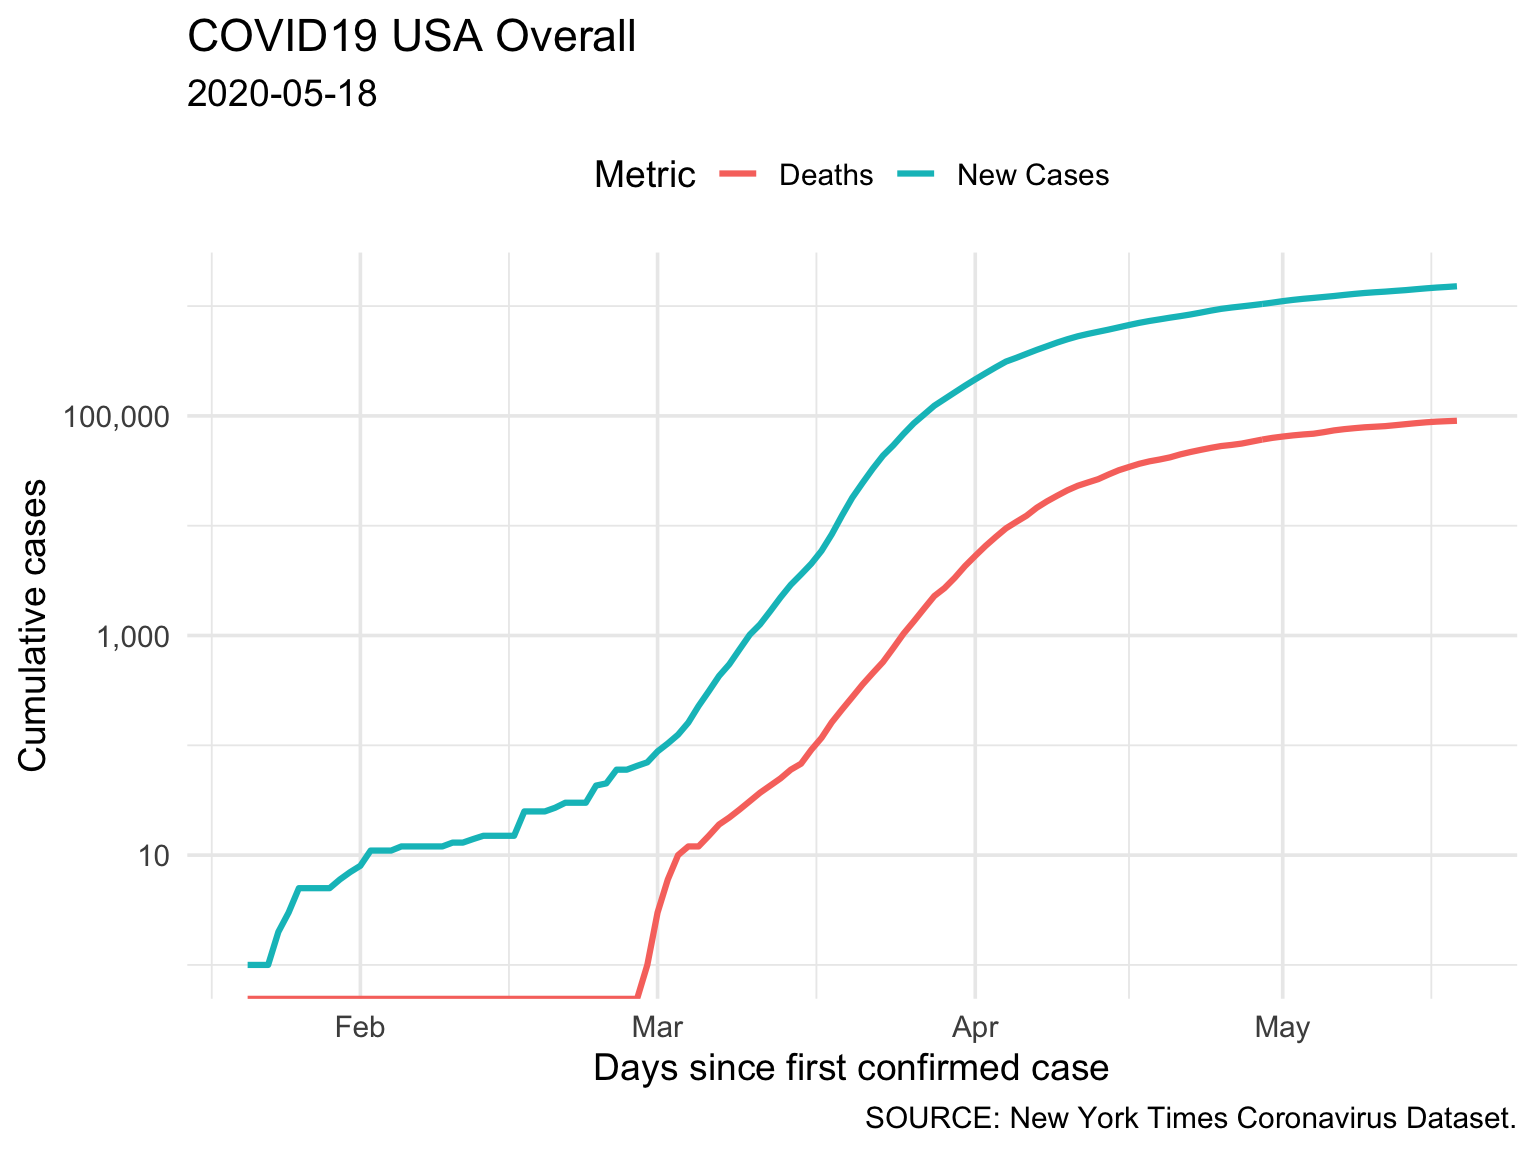 COVID19 USA Overall
2020-05-18
Metric Deaths New Cases
Cumulative cases
100,000
1,000
10
Feb Mar Apr May
Days since first confirmed case
SOURCE: New York Times Coronavirus Dataset.